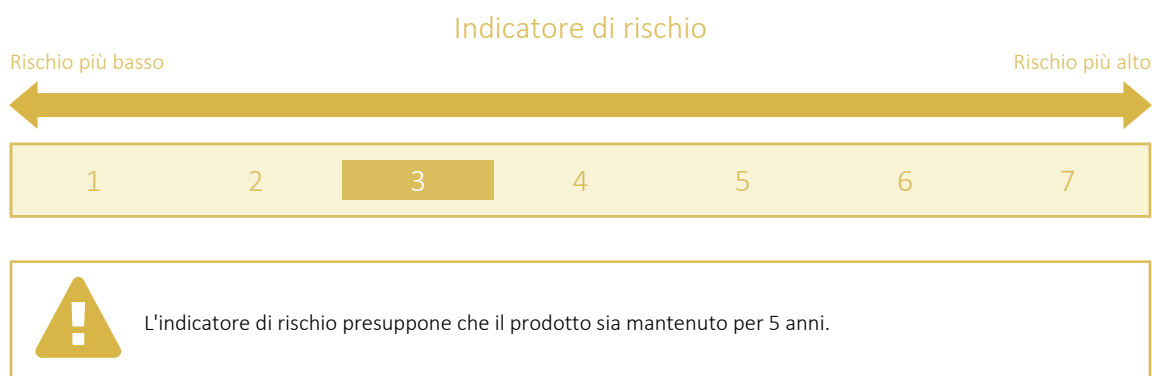 Indicatore di rischio
Rischio più basso Rischio più alto
1 2 3 4 5 6 7
L'indicatore di rischio presuppone che il prodotto sia mantenuto per 5 anni.